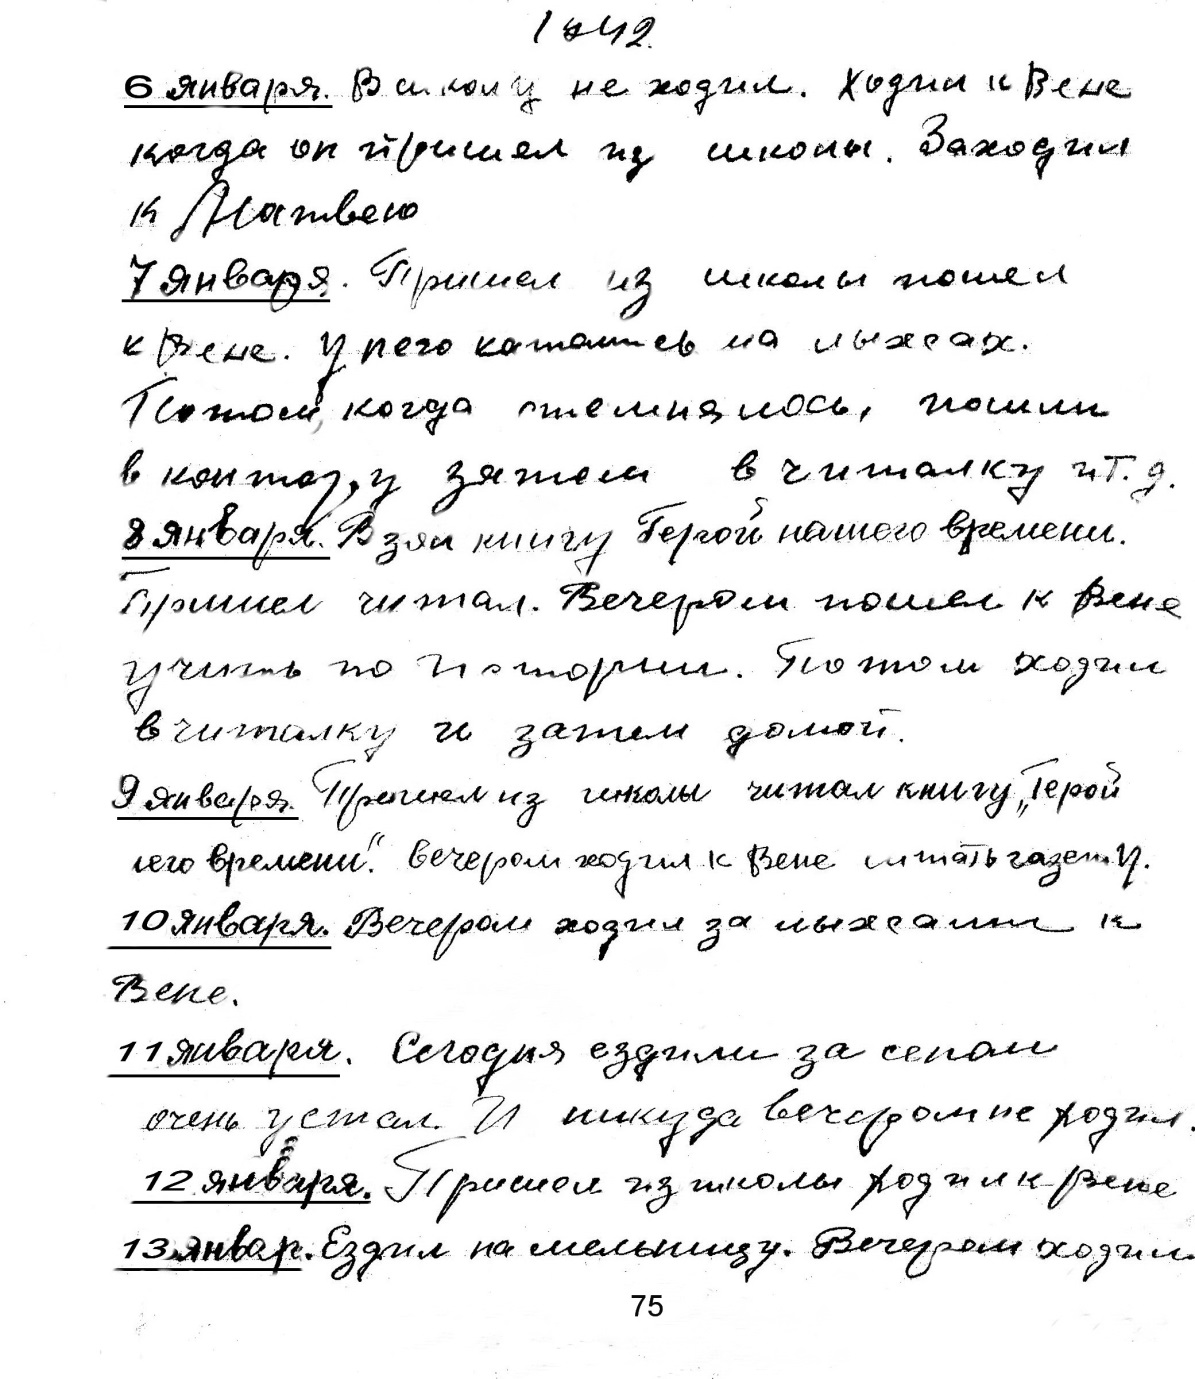 1942.
6 января. В школу не ходил. Ходил к Вене
когда он пришел из школы. Заходил
к Матвею
7 января. Пришел из школы пошел
к Вене. У него катались на лыжах.
Потом, когда стемнялось, пошли
в контору затем в читалку и т.д.
8 января. Взял книгу Герой нашего времени.
Пришел читал. Вечером пошел к Вене
учить по Истории. Потом ходил
в читалку и затем домой.
9 января. Пришел из школы читал книгу „Герой
его времени". Вечером ходил к Вене читать газету.
10 января. Вечером ходил за лыжами к
Вене.
11 января. Сегодня ездили за сеном
очень устал. И никуда вечером не ходил.
12 января. Пришел из школы ходил к Вене
13 январ. Ездил на мельницу. Вечером ходил
75